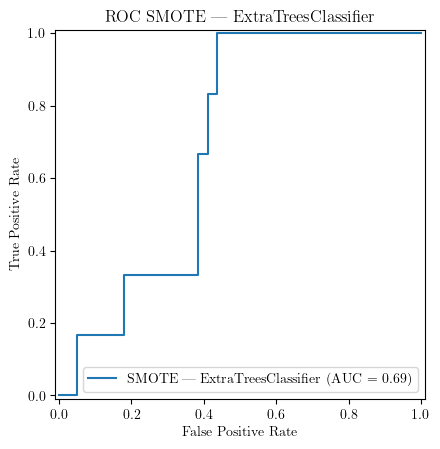 ROC SMOTE — ExtraTreesClassifier
True Positive Rate
1.0
0.8
0.6
0.4
0.2
0.0
SMOTE — ExtraTreesClassifier (AUC = 0.69)
0.0 0.2 0.4 0.6 0.8 1.0
False Positive Rate